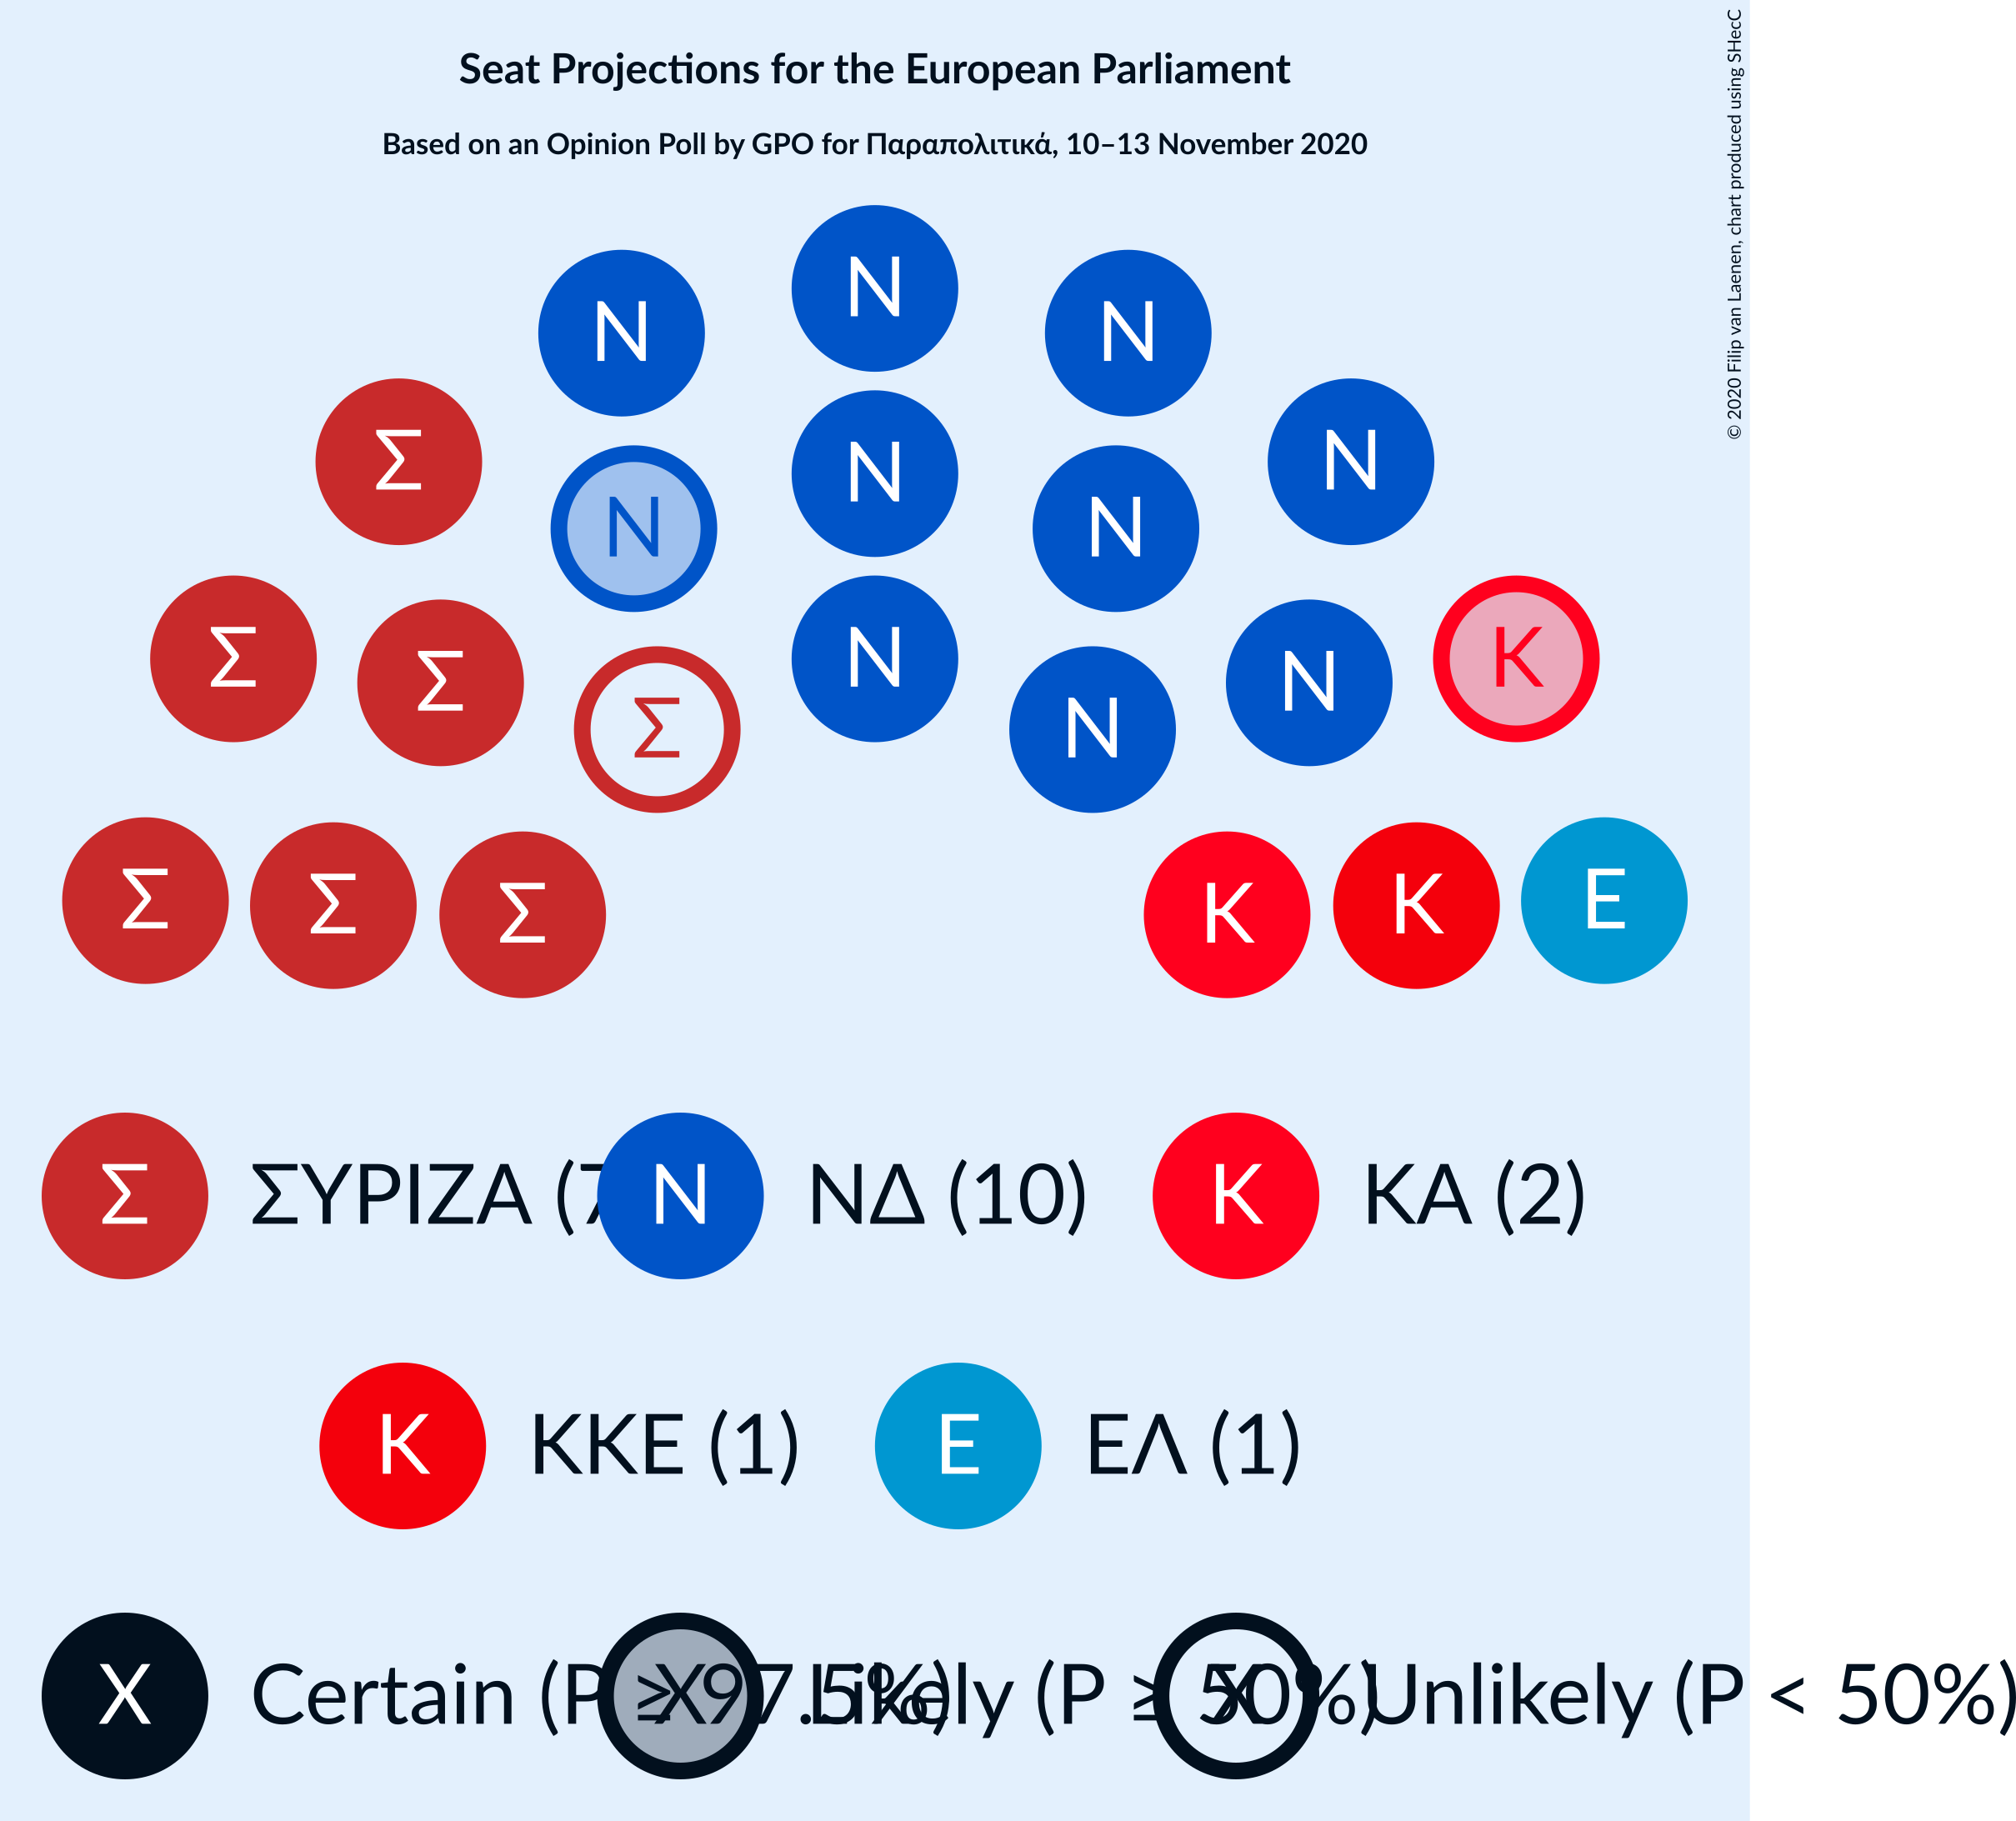 Seat Projections for the European Parliament
Based on an Opinion Poll by GPO for Παραπολιτικά, 10–13 November 2020
© 2020 Filip van Laenen, chart produced using SHecC
N
N N
Σ N N
N N N
Σ Σ Σ N N N N K
Σ Σ Σ K K E
Σ ΣΥΡΙΖΑ (7 N ΝΔ (10) K ΚΑ (2)
K ΚΚΕ (1) E ΕΛ (1)
X Certain (P ≥ 97.5%) X Likely (P ≥ 50%) X Unlikely (P < 50%)